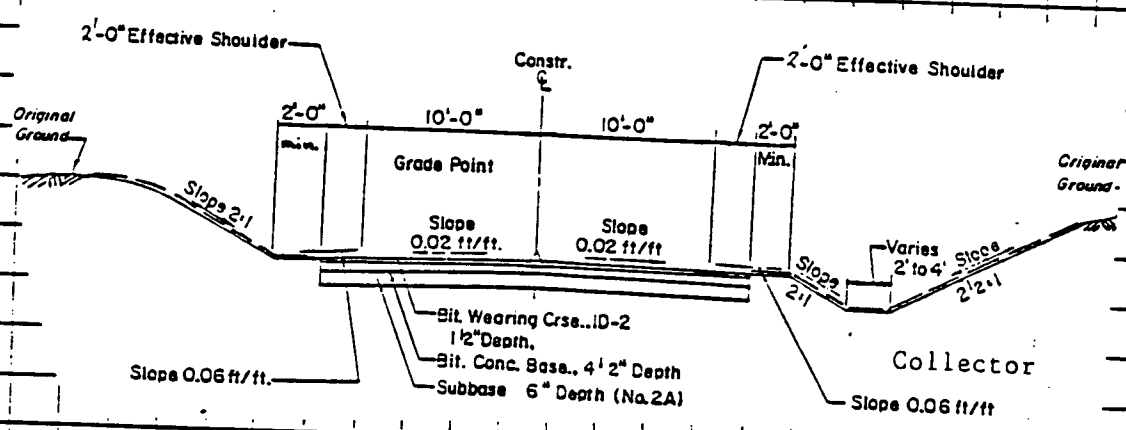 2'-0" Effective Shoulder
Constr.
℄
2'-0" Effective Shoulder
Original
Ground
2'-0"
10'-0"
10'-0"
2'-0"
min.
Min.
Grade Point
Original
Ground
Slope 2:1
Slope
0.02 ft/ft.
Slope
0.02 ft/ft
Varies
2' to 4'
Slope
2:1
Slope
2 1/2:1
Bit. Wearing Crse..ID-2
1 1/2" Depth.
Bit. Conc. Base., 4 1/2" Depth
Subbase 6" Depth (No.2A)
Slope 0.06 ft/ft.
Collector
Slope 0.06 ft/ft